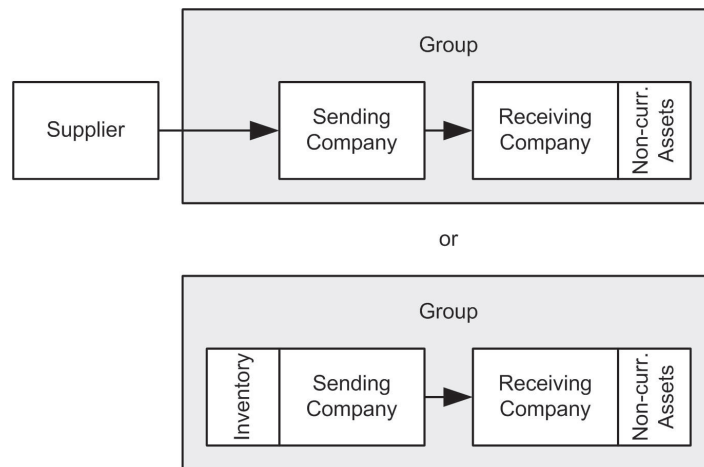 Group
Supplier
Sending
Company
Receiving
Company
Non-curr.
Assets
or
Group
Inventory
Sending
Company
Receiving
Company
Non-curr.
Assets